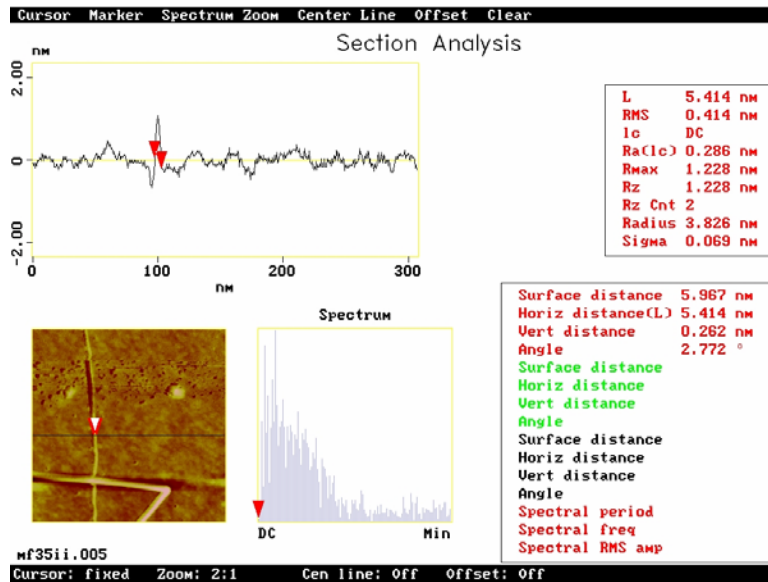 Cursor Marker Spectrum Zoom Center Line Offset Clear
Section Analysis
nm
2.00
0
-2.00
0 100 200 300
nm
L 5.414 nm
RMS 0.414 nm
lc DC
Ra(lc) 0.286 nm
Rmax 1.228 nm
Rz 1.228 nm
Rz Cnt 2
Radius 3.826 nm
Sigma 0.069 nm
Spectrum
DC Min
Surface distance 5.967 nm
Horiz distance(L) 5.414 nm
Vert distance 0.262 nm
Angle 2.772 °
Surface distance
Horiz distance
Vert distance
Angle
Surface distance
Horiz distance
Vert distance
Angle
Spectral period
Spectral freq
Spectral RMS amp
mf35ii.005
Cursor: fixed Zoom: 2:1 Cen line: Off Offset: Off